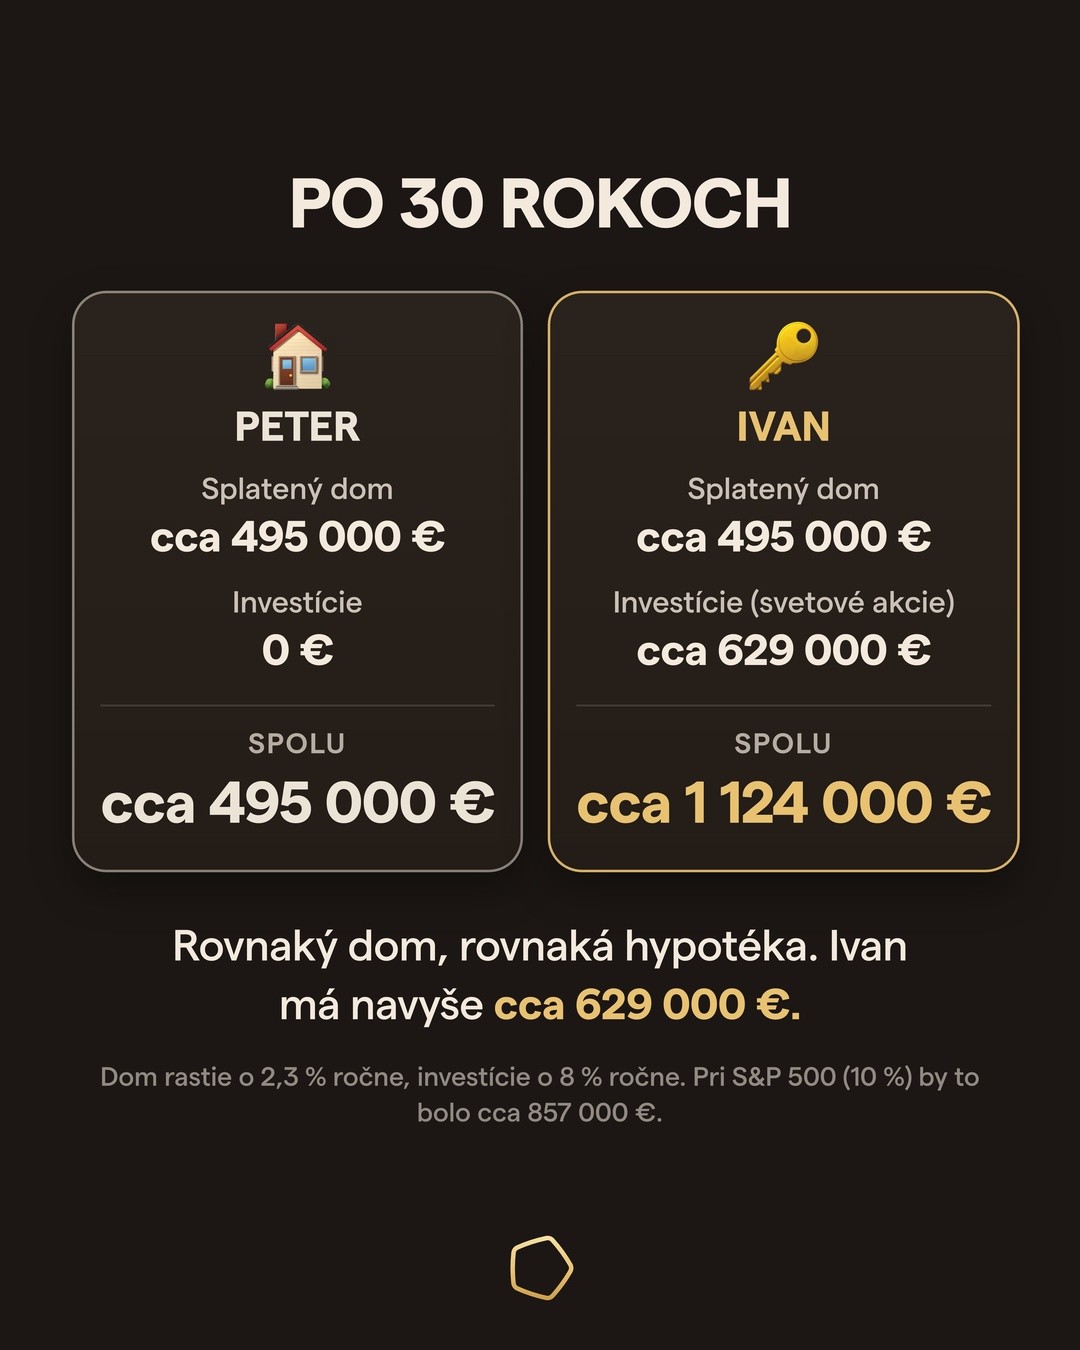 PO 30 ROKOCH
PETER
Splatený dom
cca 495 000 €
Investície
0 €
SPOLU
cca 495 000 €
IVAN
Splatený dom
cca 495 000 €
Investície (svetové akcie)
cca 629 000 €
SPOLU
cca 1 124 000 €
Rovnaký dom, rovnaká hypotéka. Ivan
má navyše cca 629 000 €.
Dom rastie o 2,3 % ročne, investície o 8 % ročne. Pri S&P 500 (10 %) by to
bolo cca 857 000 €.